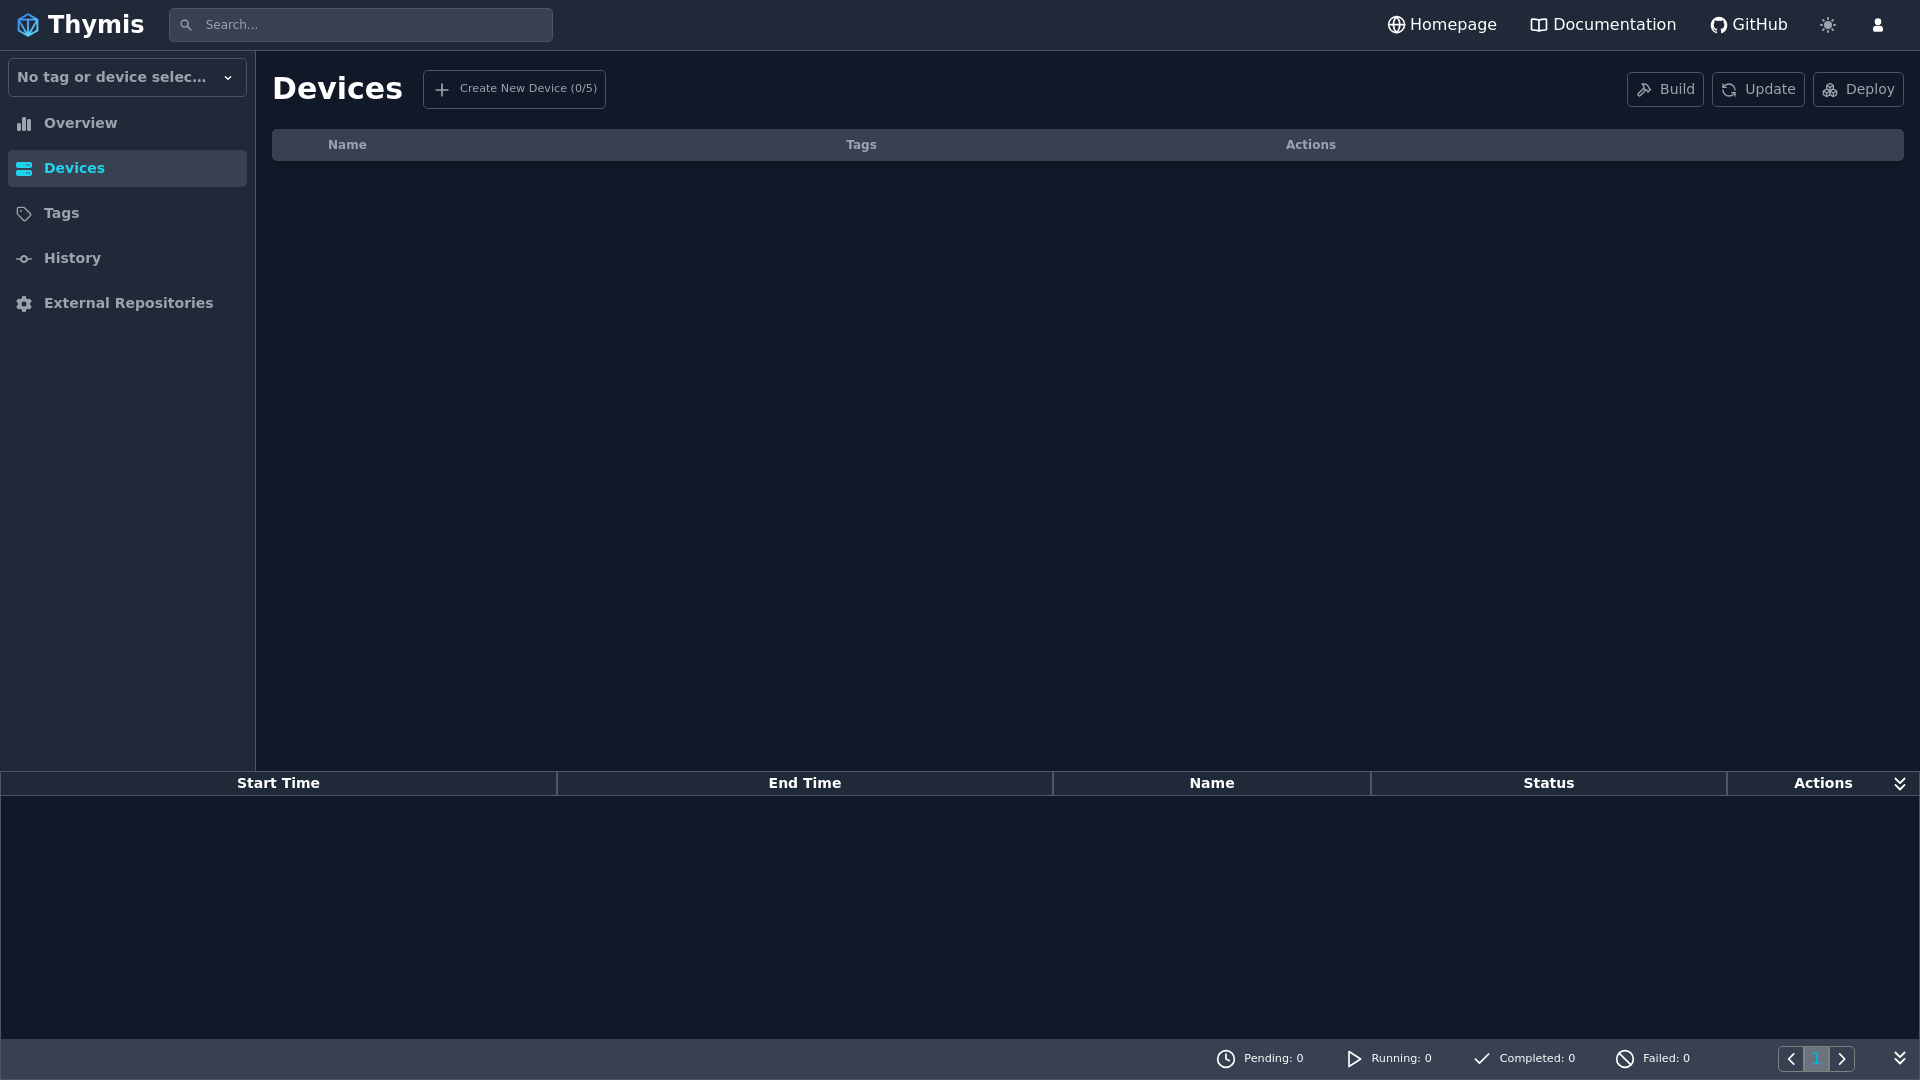 Thymis
Search...
Homepage
Documentation
GitHub
No tag or device selec...
Overview
Devices
Tags
History
External Repositories
Devices
Create New Device (0/5)
Build
Update
Deploy
Name Tags Actions
Start Time End Time Name Status Actions
Pending: 0
Running: 0
Completed: 0
Failed: 0
1